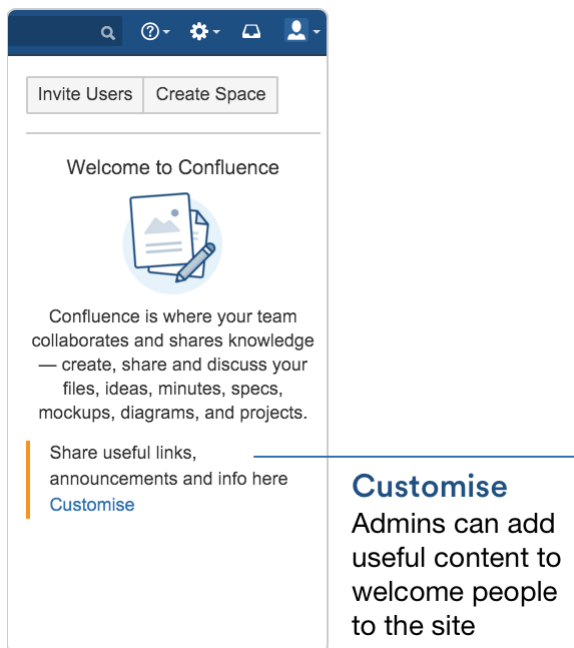 Invite Users Create Space
Welcome to Confluence
Confluence is where your team
collaborates and shares knowledge
— create, share and discuss your
files, ideas, minutes, specs,
mockups, diagrams, and projects.
Share useful links,
announcements and info here
Customise
Customise
Admins can add
useful content to
welcome people
to the site